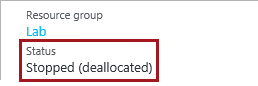 Resource group
Lab
Status
Stopped (deallocated)